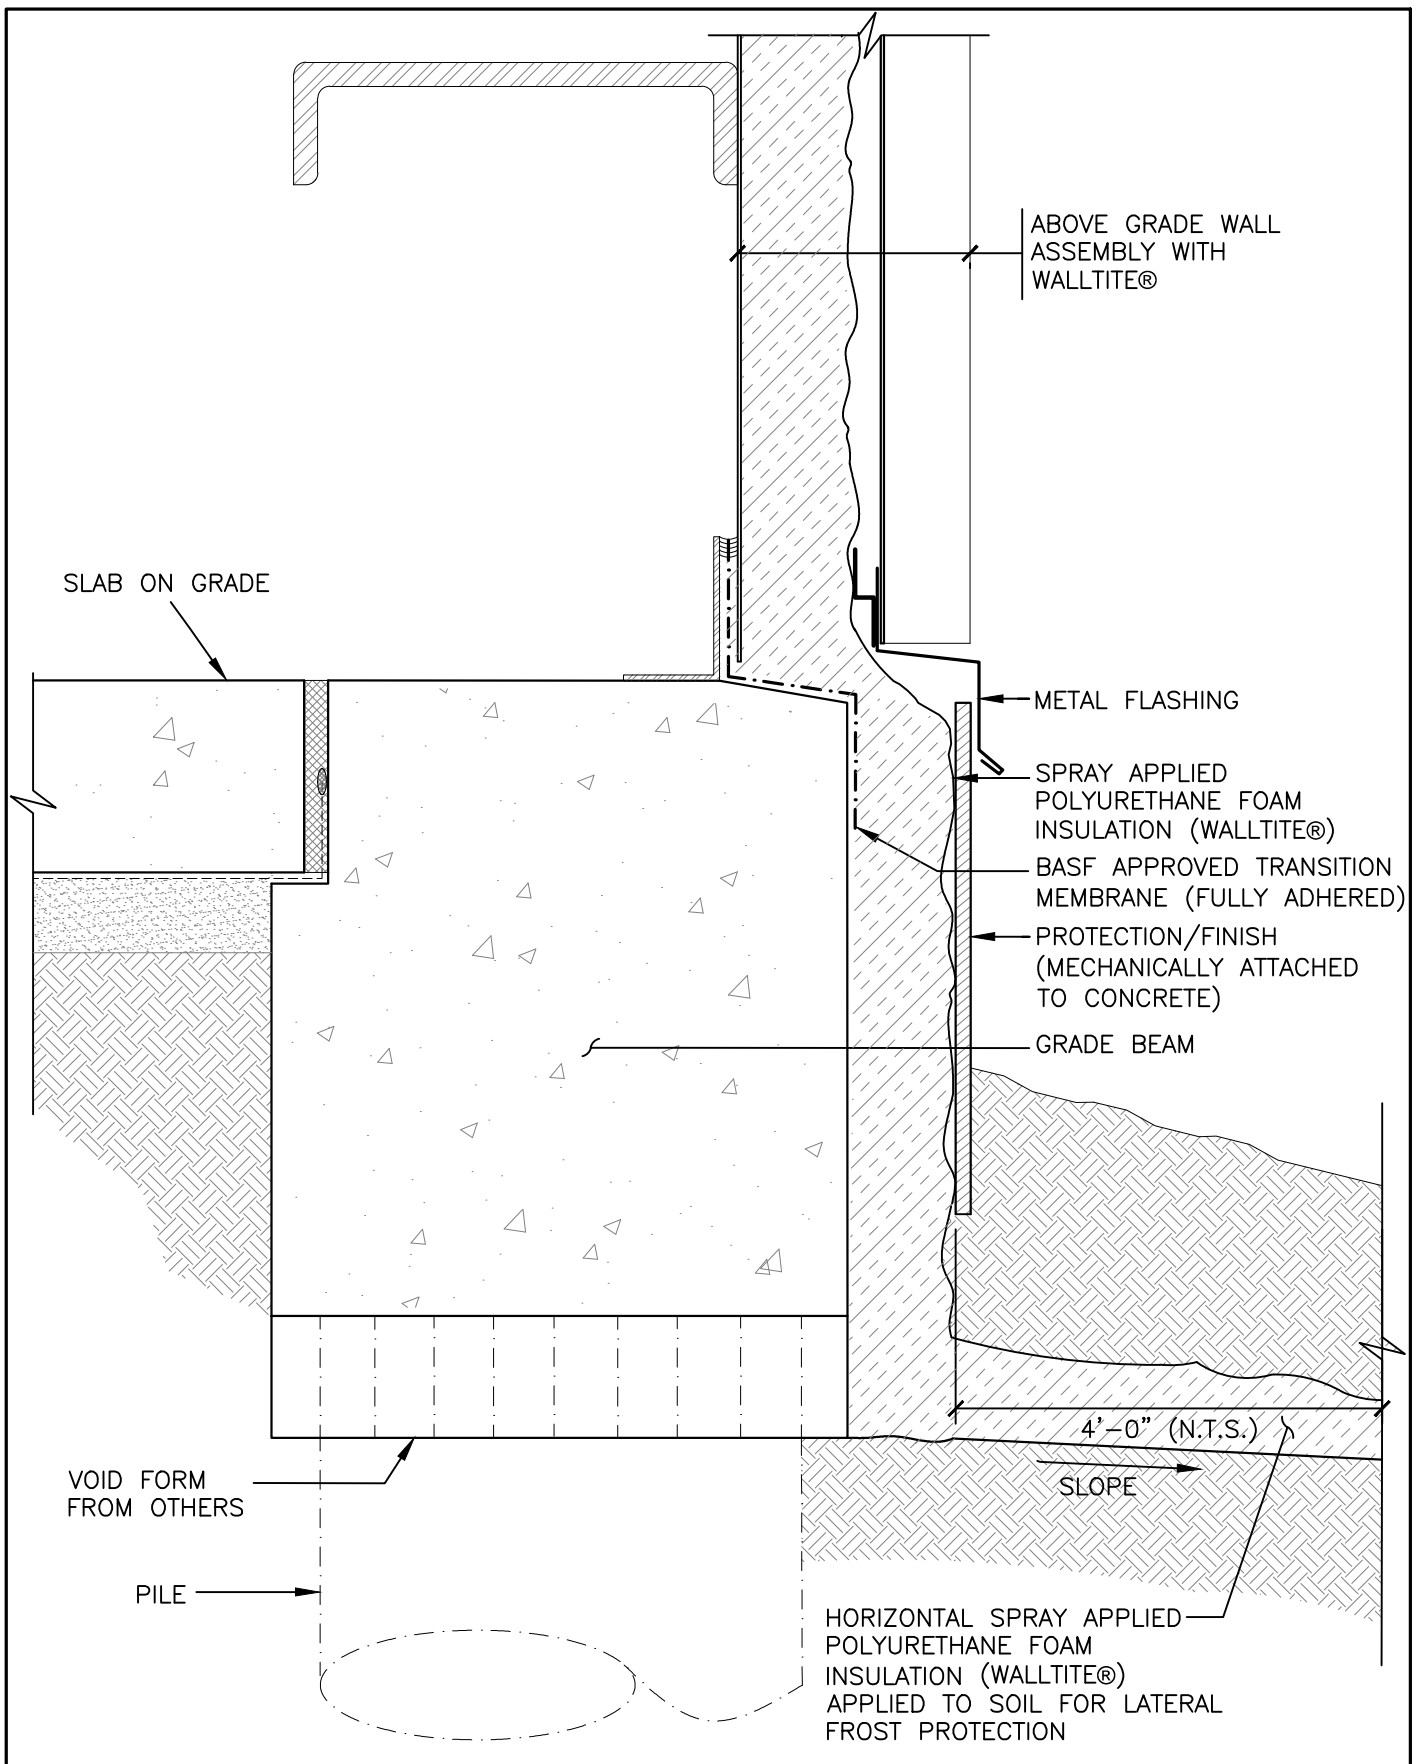 ABOVE GRADE WALL
ASSEMBLY WITH
WALLTITE®
SLAB ON GRADE
METAL FLASHING
SPRAY APPLIED
POLYURETHANE FOAM
INSULATION (WALLTITE®)
BASF APPROVED TRANSITION
MEMBRANE (FULLY ADHERED)
PROTECTION/FINISH
(MECHANICALLY ATTACHED
TO CONCRETE)
GRADE BEAM
4'-0" (N.T.S.)
SLOPE
VOID FORM
FROM OTHERS
PILE
HORIZONTAL SPRAY APPLIED
POLYURETHANE FOAM
INSULATION (WALLTITE®)
APPLIED TO SOIL FOR LATERAL
FROST PROTECTION